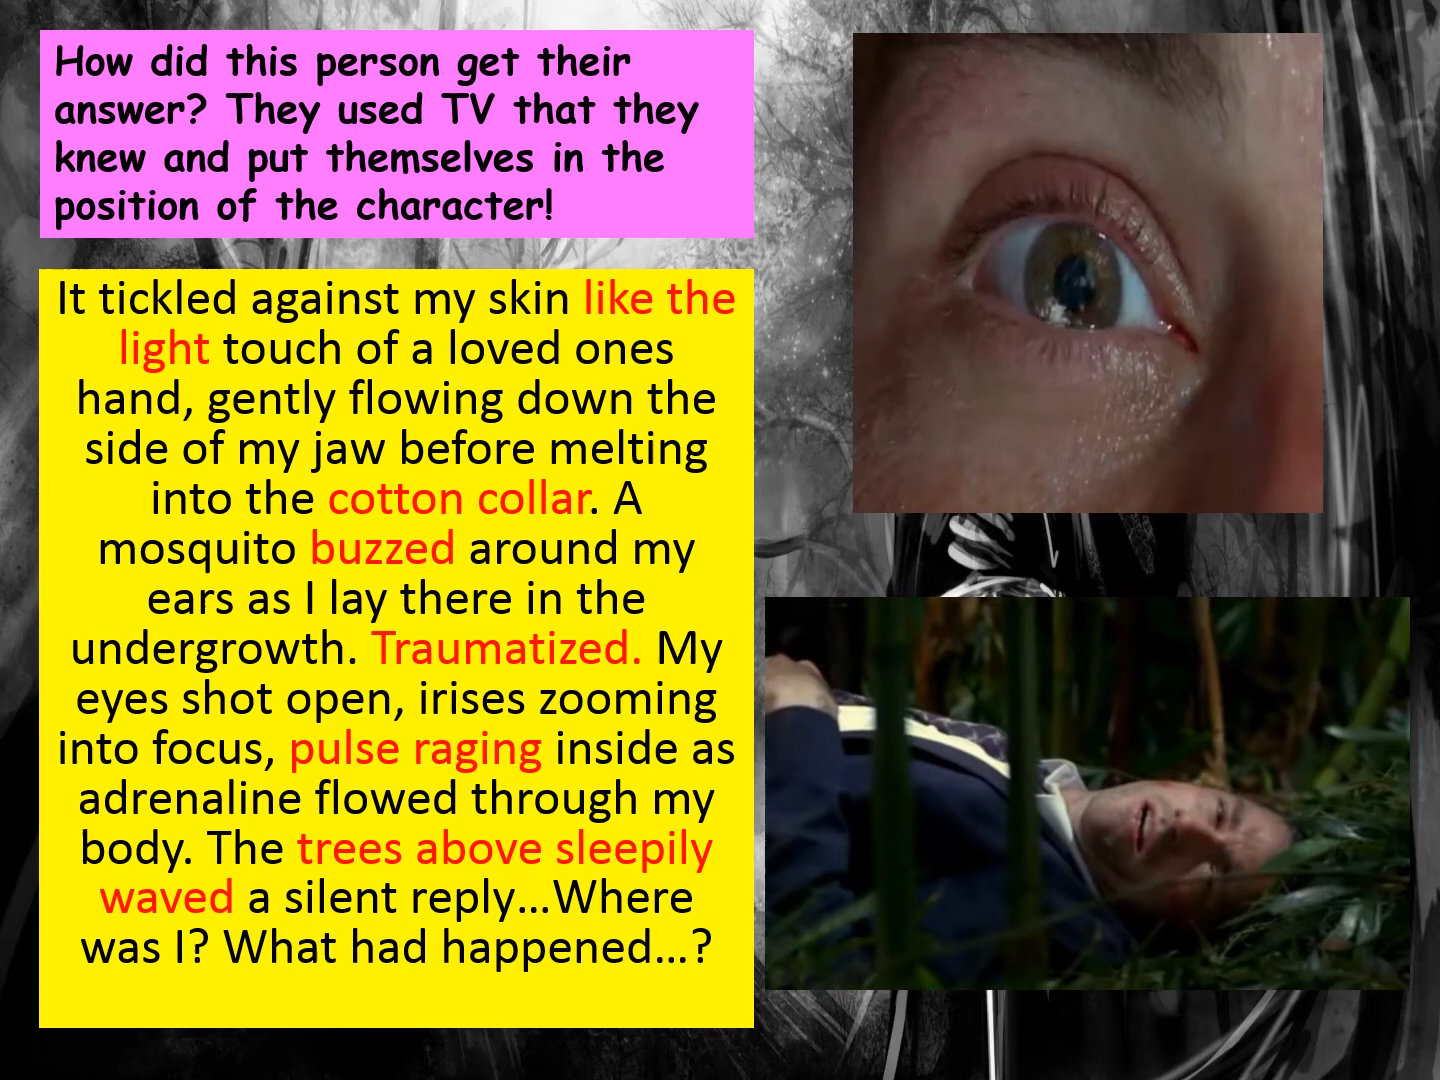 How did this person get their
answer? They used TV that they
knew and put themselves in the
position of the character!
It tickled against my skin like the
light touch of a loved ones
hand, gently flowing down the
side of my jaw before melting
into the cotton collar. A
mosquito buzzed around my
ears as I lay there in the
undergrowth. Traumatized. My
eyes shot open, irises zooming
into focus, pulse raging inside as
adrenaline flowed through my
body. The trees above sleepily
waved a silent reply...Where
was I? What had happened...?